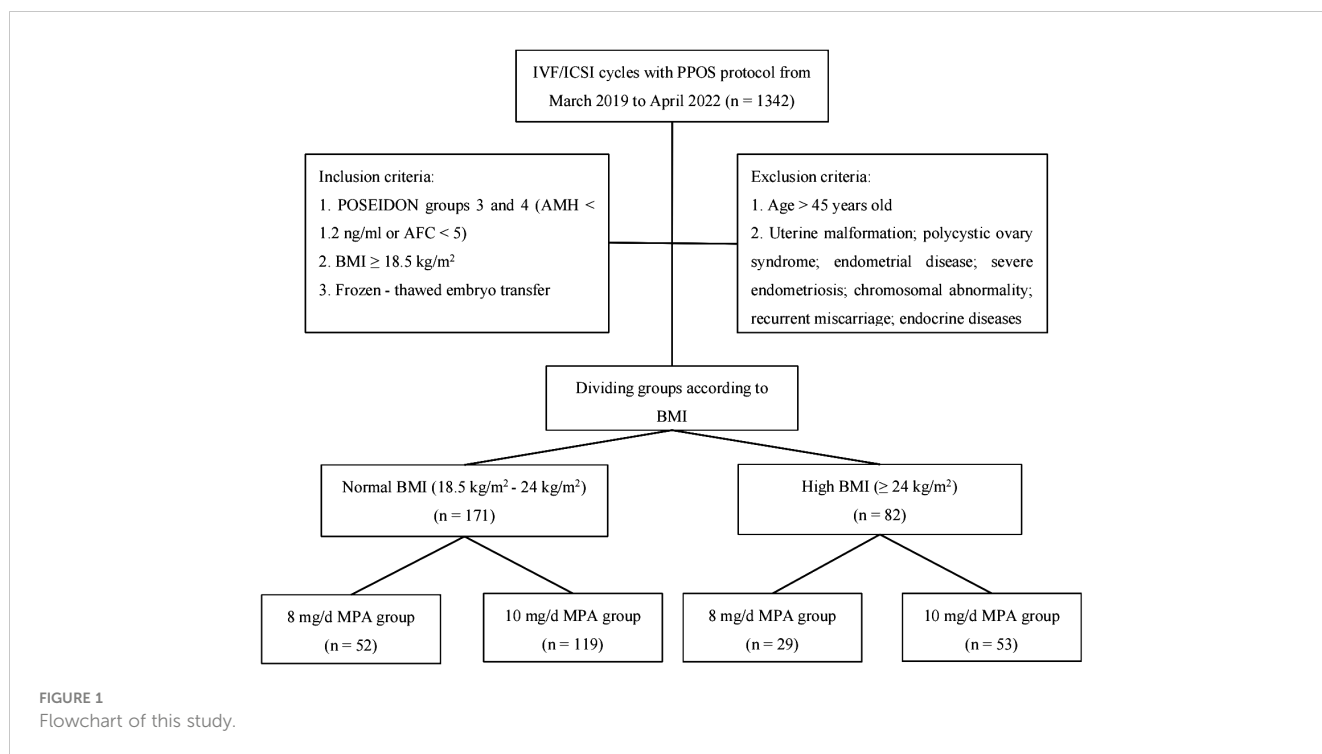 IVF/ICSI cycles with PPOS protocol from
March 2019 to April 2022 (n = 1342)
Inclusion criteria:
1. POSEIDON groups 3 and 4 (AMH <
1.2 ng/ml or AFC < 5)
2. BMI ≥ 18.5 kg/m²
3. Frozen - thawed embryo transfer
Exclusion criteria:
1. Age > 45 years old
2. Uterine malformation; polycystic ovary
syndrome; endometrial disease; severe
endometriosis; chromosomal abnormality;
recurrent miscarriage; endocrine diseases
Dividing groups according to
BMI
Normal BMI (18.5 kg/m² - 24 kg/m²)
(n = 171)
High BMI (≥ 24 kg/m²)
(n = 82)
8 mg/d MPA group
(n = 52)
10 mg/d MPA group
(n = 119)
8 mg/d MPA group
(n = 29)
10 mg/d MPA group
(n = 53)
FIGURE 1
Flowchart of this study.